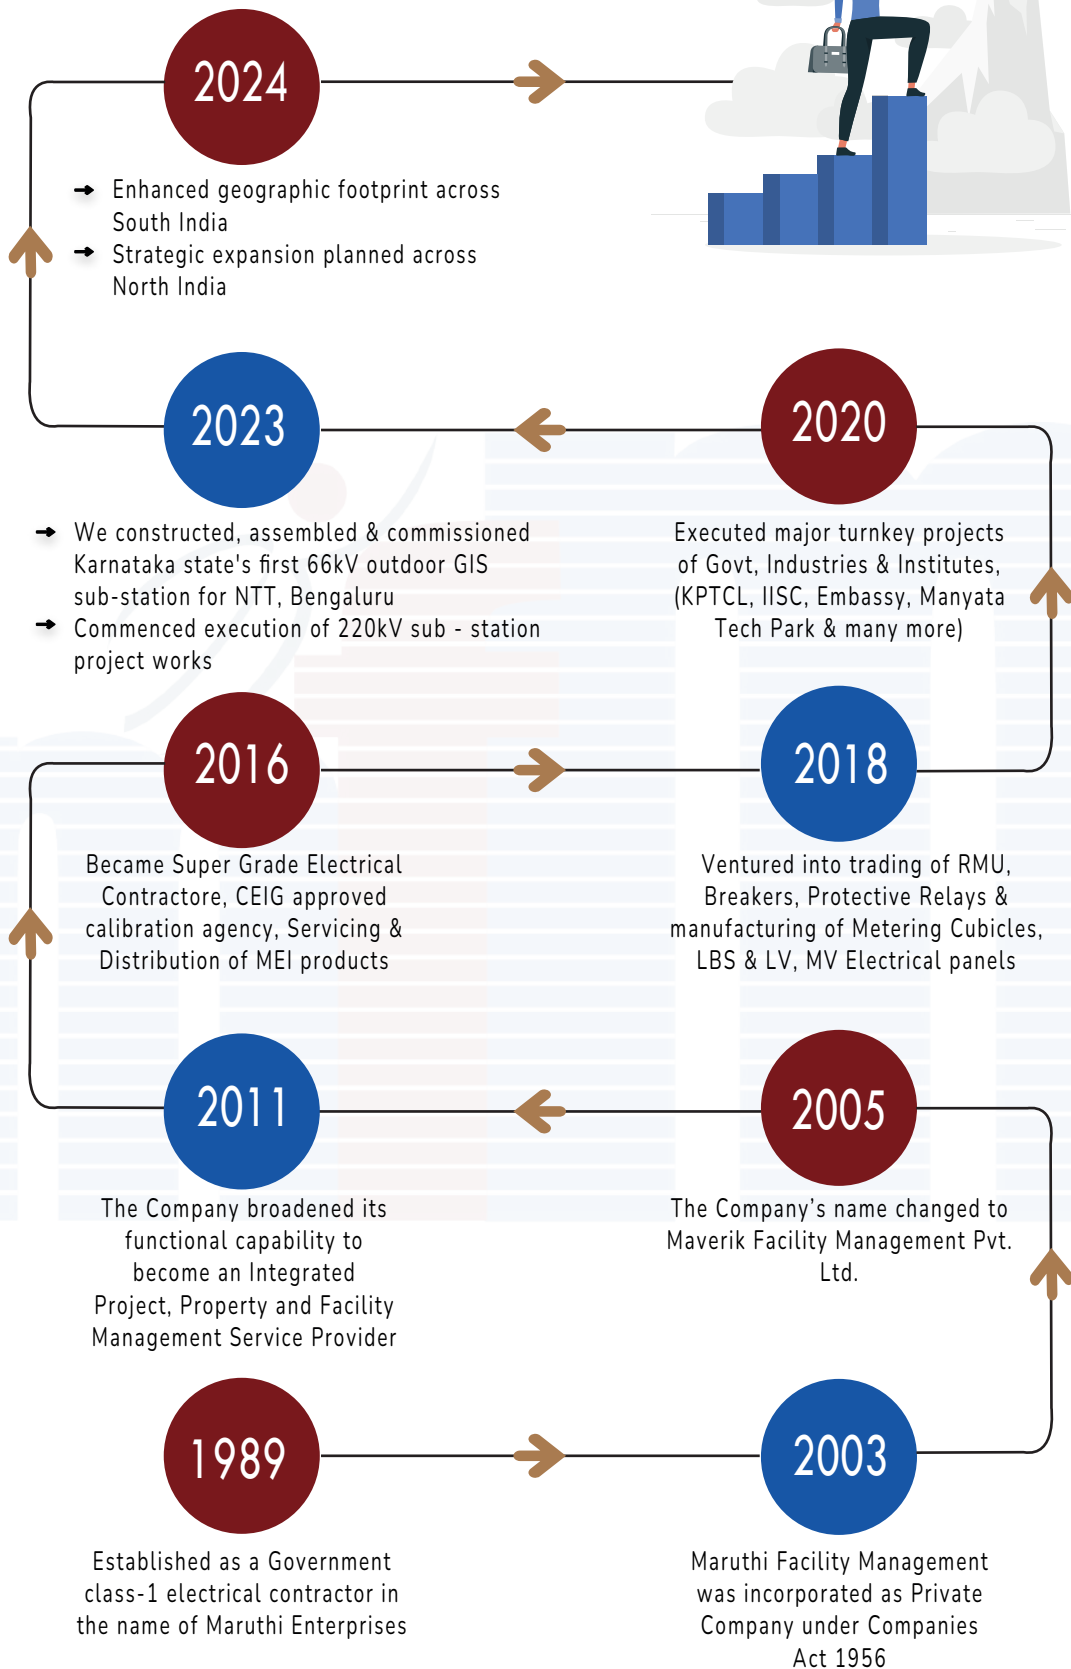 2024
Enhanced geographic footprint across
South India
Strategic expansion planned across
North India
2023
We constructed, assembled & commissioned
Karnataka state's first 66kV outdoor GIS
sub-station for NTT, Bengaluru
Commenced execution of 220kV sub - station
project works
2020
Executed major turnkey projects
of Govt, Industries & Institutes,
(KPTCL, IISC, Embassy, Manyata
Tech Park & many more)
2016
Became Super Grade Electrical
Contractore, CEIG approved
calibration agency, Servicing &
Distribution of MEI products
2018
Ventured into trading of RMU,
Breakers, Protective Relays &
manufacturing of Metering Cubicles,
LBS & LV, MV Electrical panels
2011
The Company broadened its
functional capability to
become an Integrated
Project, Property and Facility
Management Service Provider
2005
The Company’s name changed to
Maverik Facility Management Pvt.
Ltd.
1989
Established as a Government
class-1 electrical contractor in
the name of Maruthi Enterprises
2003
Maruthi Facility Management
was incorporated as Private
Company under Companies
Act 1956